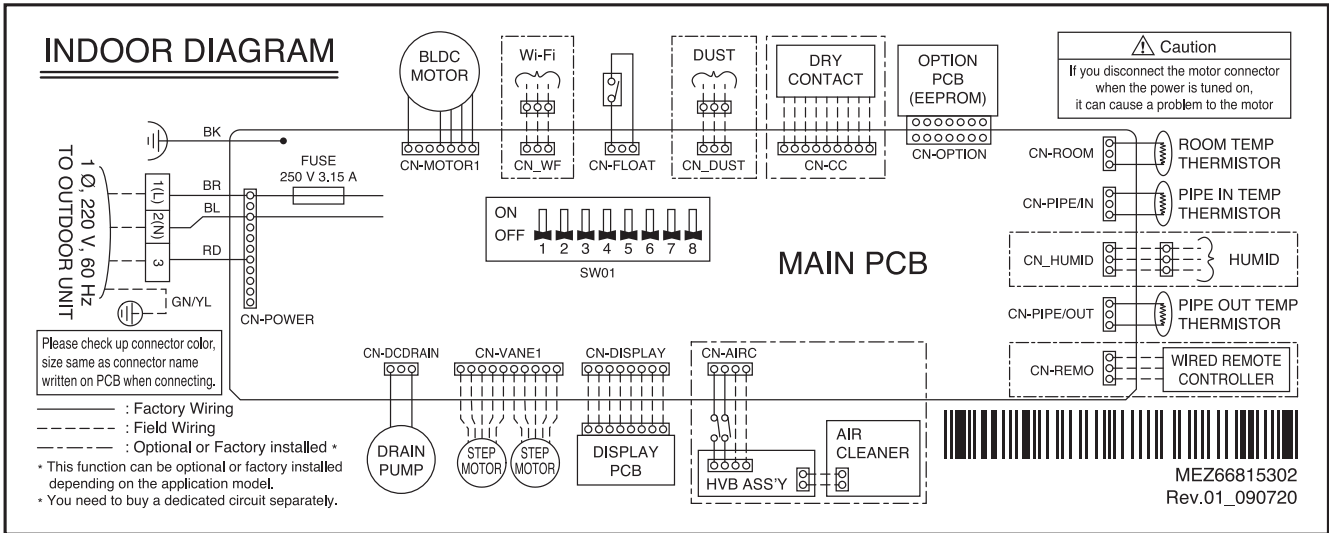 INDOOR DIAGRAM
BLDC
MOTOR
CN-MOTOR1
Wi-Fi
CN_WF
CN-FLOAT
DUST
CN_DUST
DRY
CONTACT
CN-CC
OPTION
PCB
(EEPROM)
CN-OPTION
⚠ Caution
If you disconnect the motor connector
when the power is tuned on,
it can cause a problem to the motor
BK
1 Ø, 220 V, 60 Hz
TO OUTDOOR UNIT
1(L)
2(N)
3
BR
BL
RD
GN/YL
FUSE
250 V 3.15 A
CN-POWER
ON
OFF
1 2 3 4 5 6 7 8
SW01
MAIN PCB
CN-ROOM
ROOM TEMP
THERMISTOR
CN-PIPE/IN
PIPE IN TEMP
THERMISTOR
CN_HUMID
HUMID
CN-PIPE/OUT
PIPE OUT TEMP
THERMISTOR
CN-REMO
WIRED REMOTE
CONTROLLER
Please check up connector color,
size same as connector name
written on PCB when connecting.
: Factory Wiring
: Field Wiring
: Optional or Factory installed *
* This function can be optional or factory installed
depending on the application model.
* You need to buy a dedicated circuit separately.
CN-DCDRAIN
DRAIN
PUMP
CN-VANE1
STEP
MOTOR
STEP
MOTOR
CN-DISPLAY
DISPLAY
PCB
CN-AIRC
HVB ASS'Y
AIR
CLEANER
MEZ66815302
Rev.01_090720